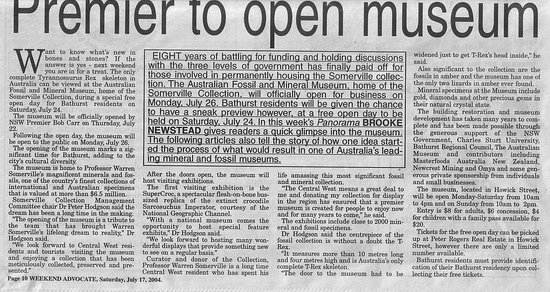 Premier to open museum
Want to know what's new in
bones and stones? If the
answer is yes - next weekend
you are in for a treat. The only
complete Tyrannosaurus Rex skeleton in
Australia can be viewed at the Australian
Fossil and Mineral Museum, home of the
Somerville Collection, during a special free
open day for Bathurst residents on
Saturday, July 24.
The museum will be officially opened by
NSW Premier Bob Carr on Thursday, July
22.
Following the open day, the museum will
be open to the public on Monday, July 26.
The opening of the museum marks a sig-
nificant time for Bathurst, adding to the
city's cultural diversity.
The museum is home to Professor Warren
Somerville's magnificent minerals and fos-
sils, one of the country's finest collections of
international and Australian specimens
that is valued at more than $6.5 million.
Somerville Collection Management
Committee chair Dr Peter Hodgson said the
dream has been a long time in the making.
"The opening of the museum is a tribute to
the team that has brought Warren
Somerville's lifelong dream to reality," Dr
Hodgson said.
"We look forward to Central West resi-
dents and tourists visiting the museum
and enjoying a collection that has been
meticulously collected, preserved and pre-
sented."
Page 10 WEEKEND ADVOCATE, Saturday, July 17, 2004.
EIGHT years of battling for funding and holding discussions
with the three levels of government has finally paid off for
those involved in permanently housing the Somerville collec-
tion. The Australian Fossil and Mineral Museum, home of the
Somerville Collection, will officially open for business on
Monday, July 26. Bathurst residents will be given the chance
to have a sneak preview however, at a free open day to be
held on Saturday, July 24. In this week's Panorama BROOKE
NEWSTEAD gives readers a quick glimpse into the museum.
The following articles also tell the story of how one idea start-
ed the process of what would result in one of Australia's lead-
ing mineral and fossil museums.
After the doors open, the museum will
host visiting exhibitions.
The first visiting exhibition is the
SuperCroc, a spectacular flesh-on-bone bus-
sized replica of the extinct crocodile
Sarcosuchus Imperator, courtesy of the
National Geographic Channel.
"With a national museum comes the
opportunity to host special feature
exhibits," Dr Hodgson said.
"We look forward to hosting many won-
derful displays that provide something new
to see on a regular basis."
Curator and donor of the Collection,
Professor Warren Somerville is a long time
Central West resident who has spent his
life amassing this most significant fossil
and mineral collection.
"The Central West means a great deal to
me and donating my collection for display
in the region has ensured that a premier
museum is created for people to enjoy now
and for many years to come," he said.
The exhibitions include close to 2000 min-
eral and fossil specimens.
Dr Hodgson said the centrepiece of the
fossil collection is without a doubt the T-
Rex.
"It measures more than 10 metres long
and four metres high is Australia's only
complete T-Rex skeleton.
"The door to the museum had to be
widened just to get T-Rex's head inside," he
said.
Also significant to the collection are the
fossils in amber and the museum has one of
the only two lizards in amber ever found.
Mineral specimens at the Museum include
gold, diamonds and other precious gems in
their natural crystal state.
The building restoration and museum
development has taken many years to com-
plete and has been made possible through
the generous support of the NSW
Government, Charles Sturt University,
Bathurst Regional Council, The Australian
Museum and contributors including
Masterfoods Australia New Zealand,
Newcrest Mining and Onyx and some gen-
erous private sponsorship from individuals
and small businesses.
The museum, located in Howick Street,
will be open Monday-Saturday from 10am
to 4pm and on Sunday from 10am to 2pm.
Entry is $8 for adults, $6 concession, $4
for children with a family pass available for
$20.
Tickets for the free open day can be picked
up at Peter Rogers Real Estate in Howick
Street, however there are only a limited
number available.
Bathurst residents must provide identifi-
cation of their Bathurst residency upon col-
lecting their free tickets.